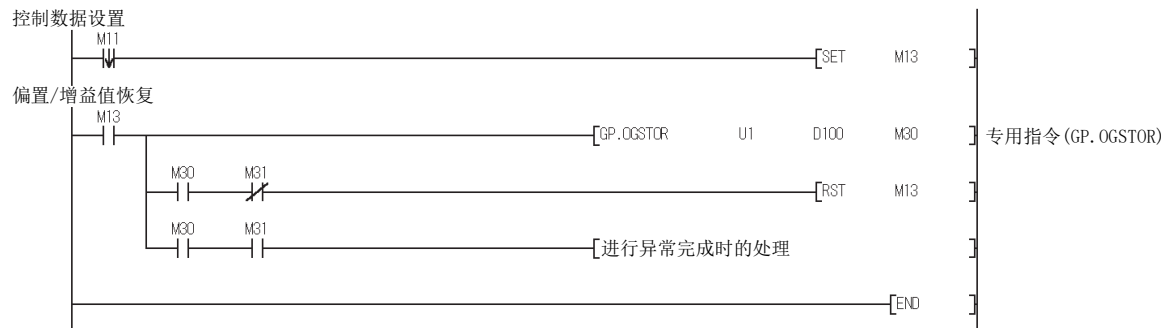 控制数据设置
M11
[SET M13 ]
偏置/增益值恢复
M13
[GP.OGSTOR U1 D100 M30 ] 专用指令(GP.OGSTOR)
M30 M31
[RST M13 ]
M30 M31
[进行异常完成时的处理 ]
[END ]